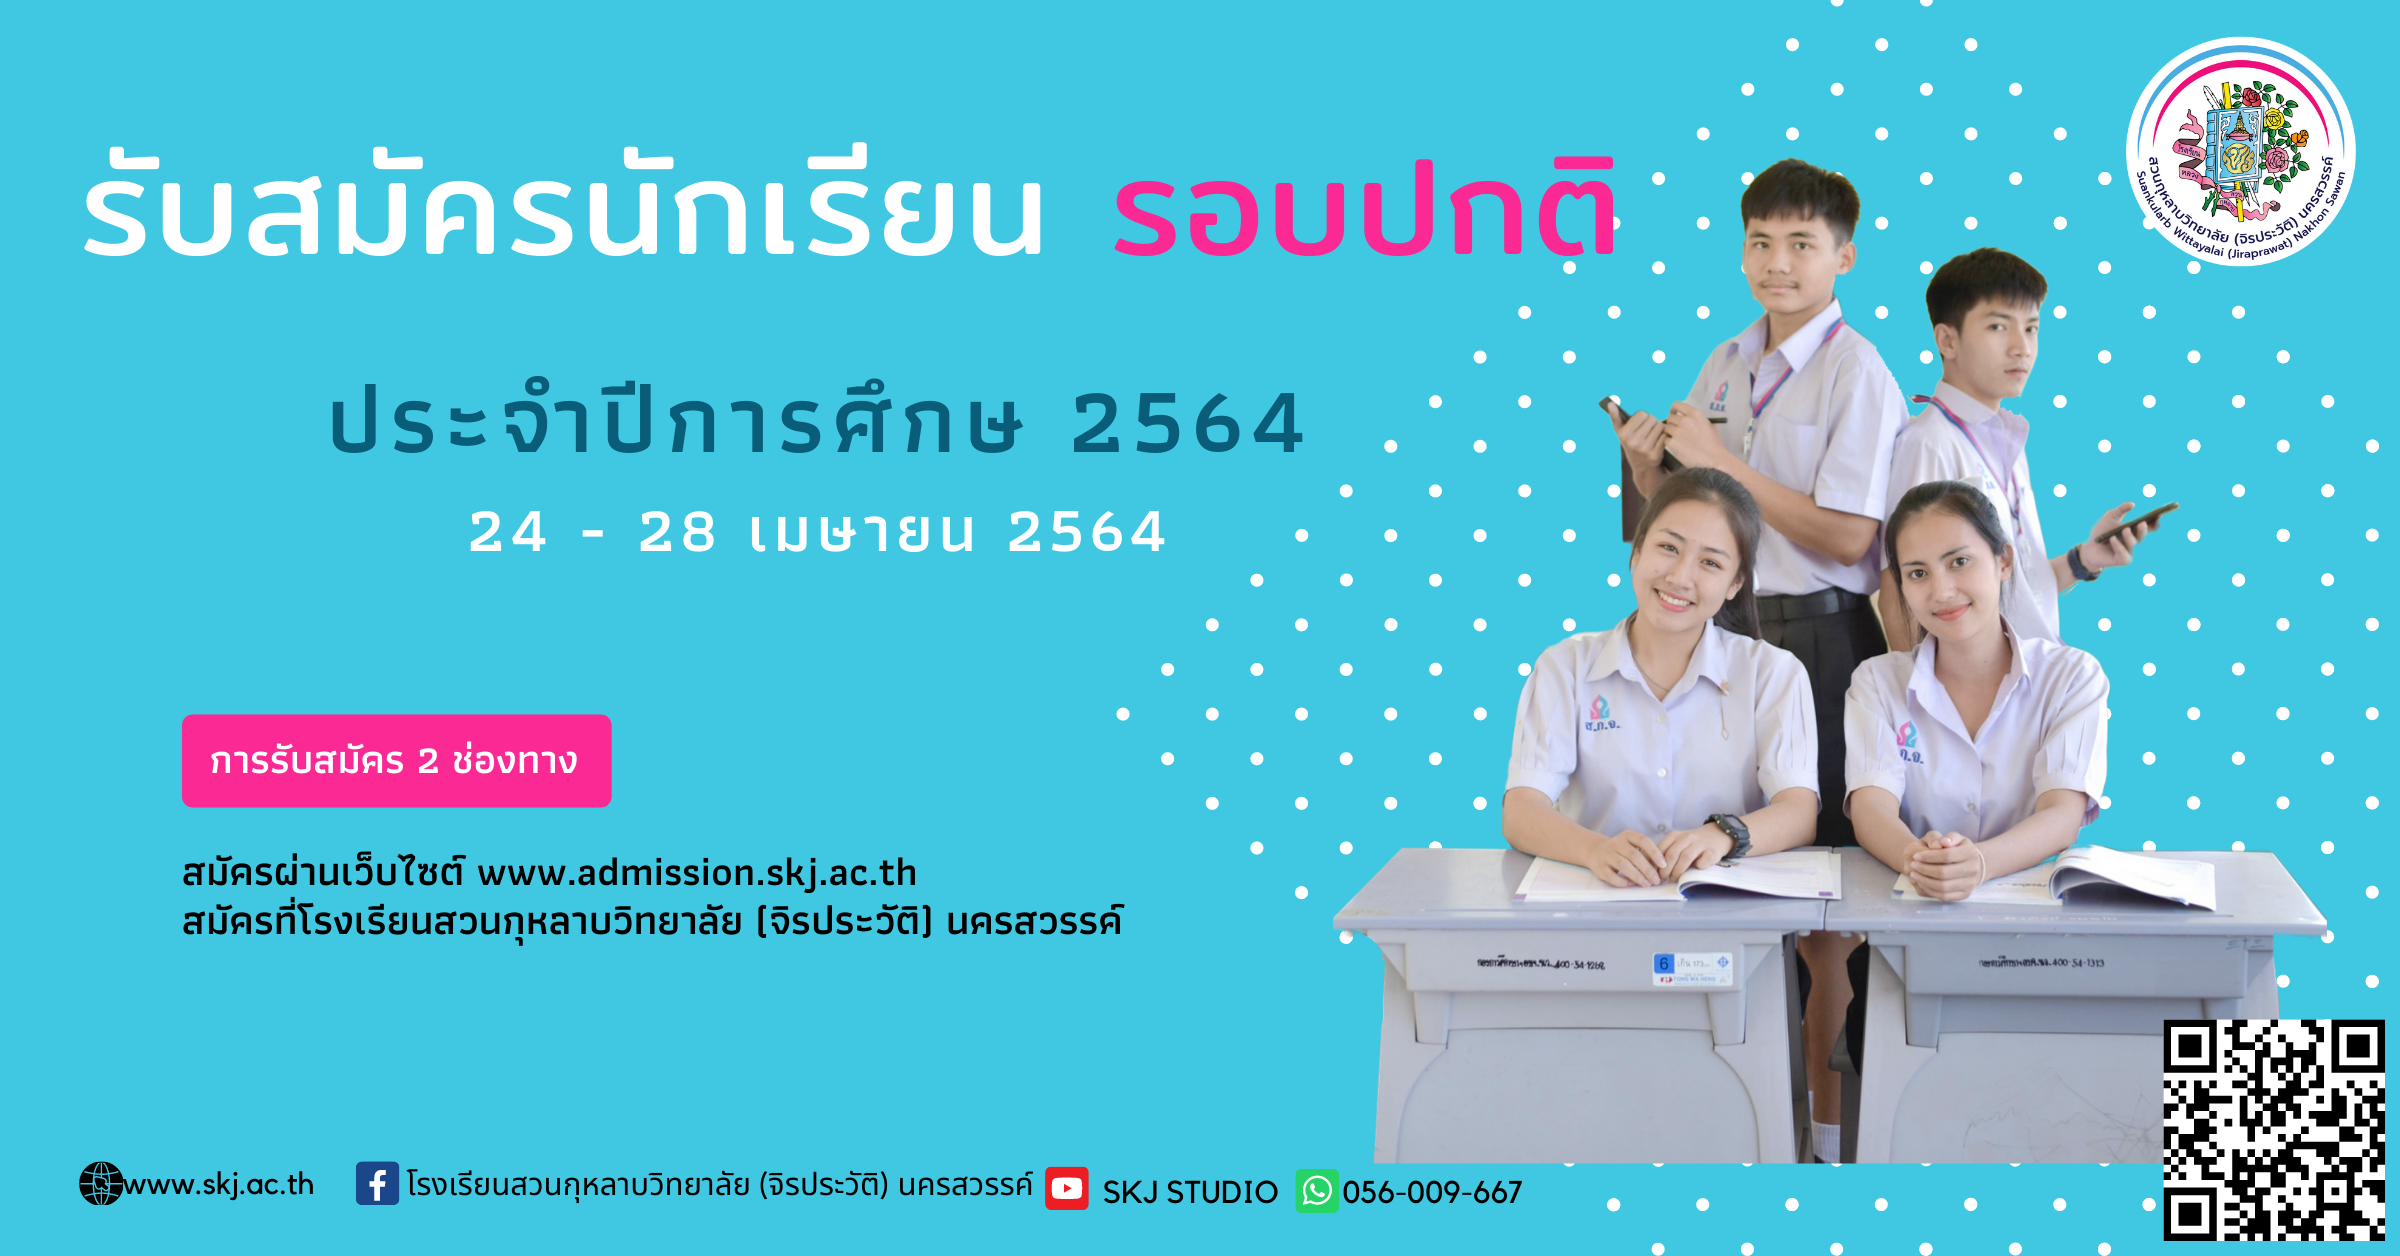 รับสมัครนักเรียน รอบปกติ
ประจำปีการศึกษ 2564
24 - 28 เมษายน 2564
การรับสมัคร 2 ช่องทาง
สมัครผ่านเว็บไซต์ www.admission.skj.ac.th
สมัครที่โรงเรียนสวนกุหลาบวิทยาลัย (จิรประวัติ) นครสวรรค์
www.skj.ac.th
โรงเรียนสวนกุหลาบวิทยาลัย (จิรประวัติ) นครสวรรค์
SKJ STUDIO
056-009-667
สวนกุหลาบวิทยาลัย (จิรประวัติ) นครสวรรค์
Suankularb Wittayalai (Jiraprawat) Nakhon Sawan
ส.ก.จ.
ก.จ.
400-54-1313
6